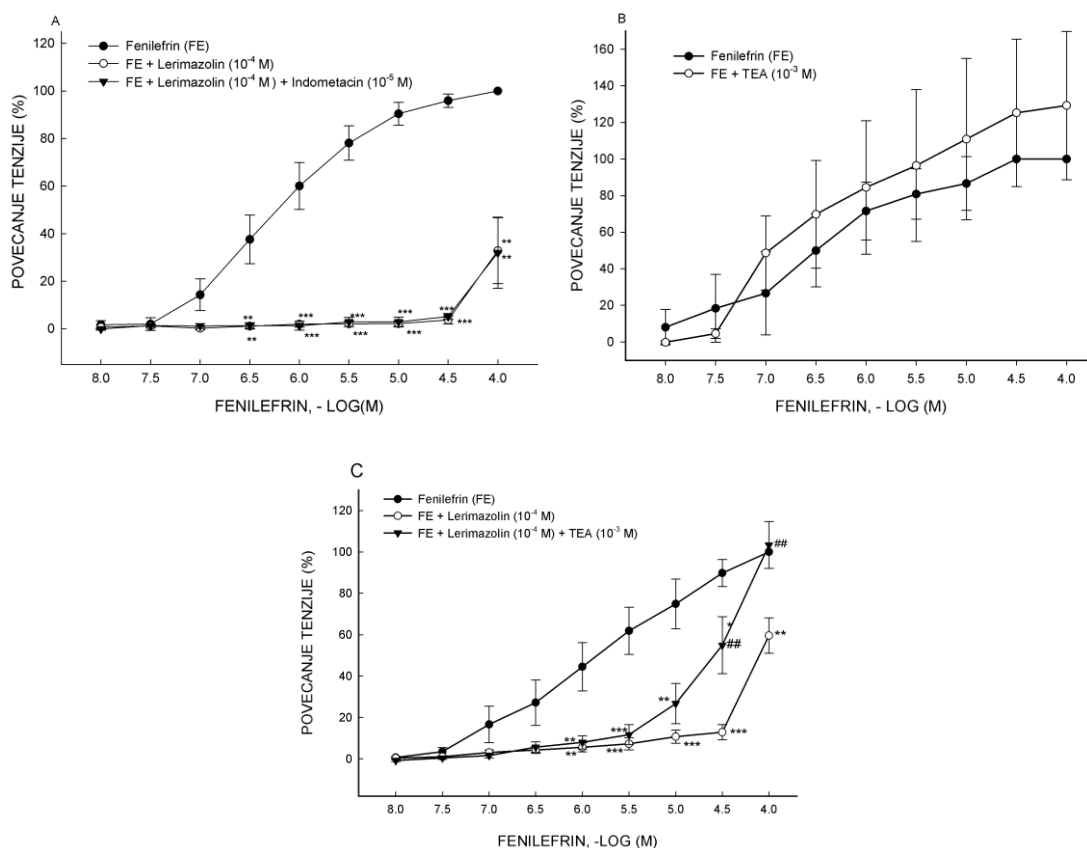 A
Fenilefrin (FE)
FE + Lerimazolin (10⁻⁴ M)
FE + Lerimazolin (10⁻⁴ M) + Indometacin (10⁻⁵ M)
POVECANJE TENZIJE (%)
120
100
80
60
40
20
0
** ** *** *** *** *** *** *** *** *** ** **
8.0 7.5 7.0 6.5 6.0 5.5 5.0 4.5 4.0
FENILEFRIN, - LOG(M)
B
Fenilefrin (FE)
FE + TEA (10⁻³ M)
POVECANJE TENZIJE (%)
160
140
120
100
80
60
40
20
0
8.0 7.5 7.0 6.5 6.0 5.5 5.0 4.5 4.0
FENILEFRIN, - LOG (M)
C
Fenilefrin (FE)
FE + Lerimazolin (10⁻⁴ M)
FE + Lerimazolin (10⁻⁴ M) + TEA (10⁻³ M)
POVECANJE TENZIJE (%)
120
100
80
60
40
20
0
##
*
##
**
**
*** ***
** ***
** ***
8.0 7.5 7.0 6.5 6.0 5.5 5.0 4.5 4.0
FENILEFRIN, -LOG (M)